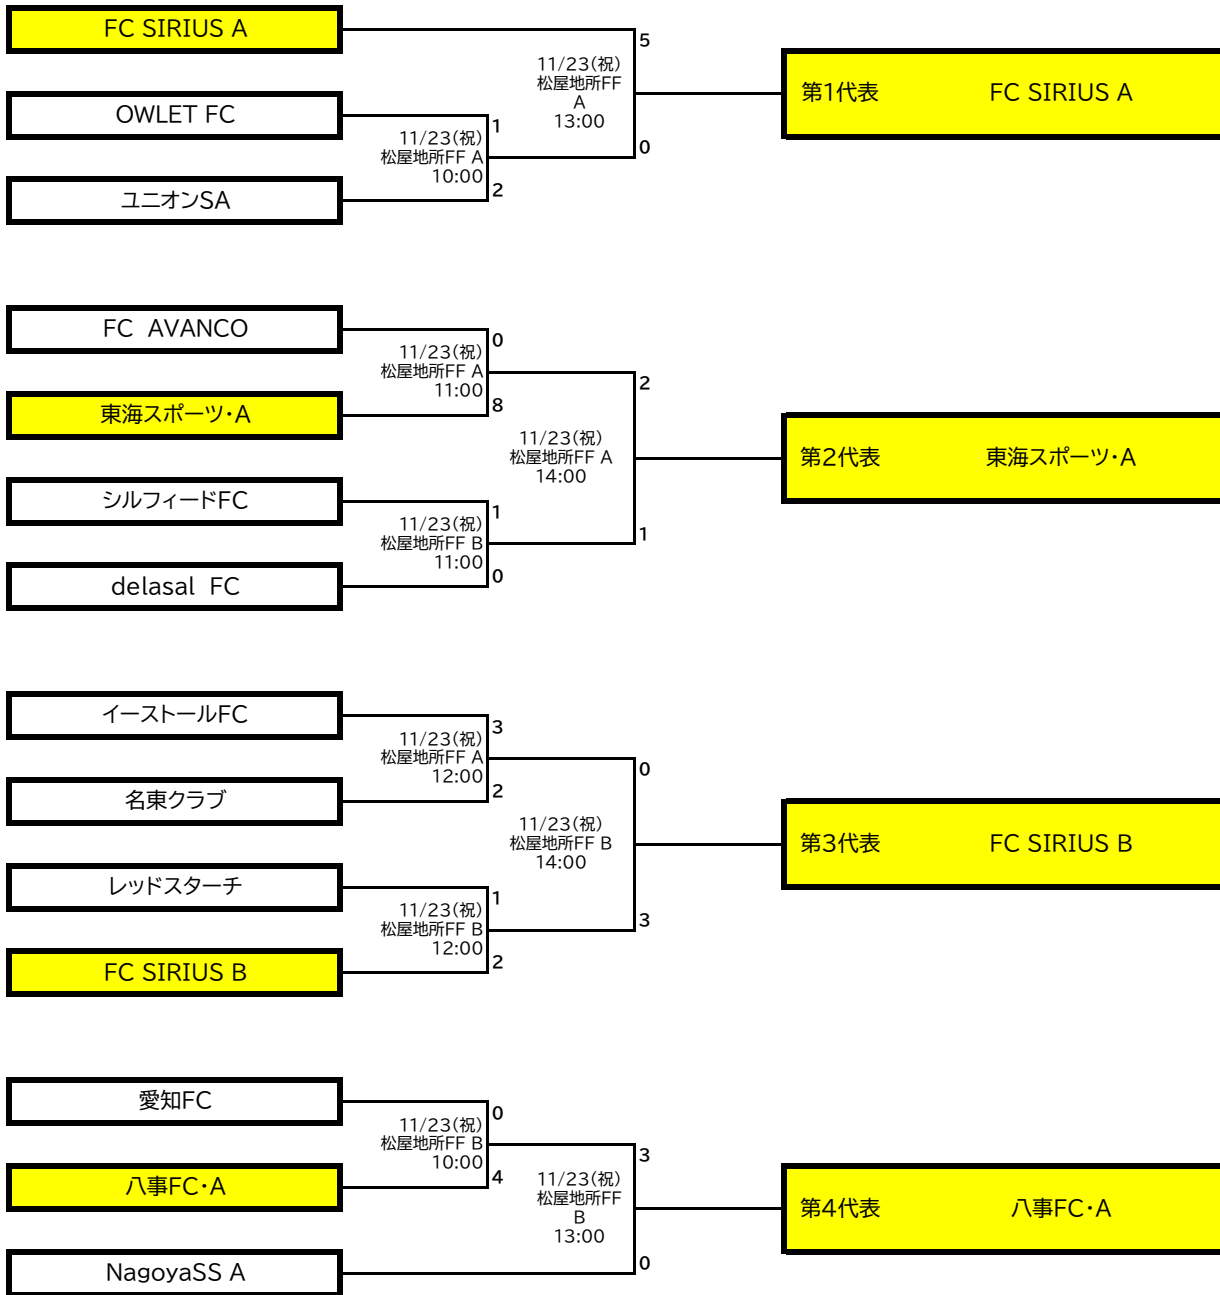 FC SIRIUS A
5
11/23(祝)
松屋地所FF
A
13:00
第1代表 FC SIRIUS A
OWLET FC
1
11/23(祝)
松屋地所FF A
10:00
0
2
ユニオンSA
FC AVANCO
0
11/23(祝)
松屋地所FF A
11:00
2
東海スポーツ・A
8
11/23(祝)
松屋地所FF A
14:00
第2代表 東海スポーツ・A
シルフィードFC
1
11/23(祝)
松屋地所FF B
11:00
1
0
delasal FC
イーストールFC
3
11/23(祝)
松屋地所FF A
12:00
0
2
名東クラブ
11/23(祝)
松屋地所FF B
14:00
第3代表 FC SIRIUS B
レッドスターチ
1
11/23(祝)
松屋地所FF B
12:00
3
2
FC SIRIUS B
愛知FC
0
11/23(祝)
松屋地所FF B
10:00
3
4
八事FC・A
11/23(祝)
松屋地所FF
B
13:00
第4代表 八事FC・A
0
NagoyaSS A